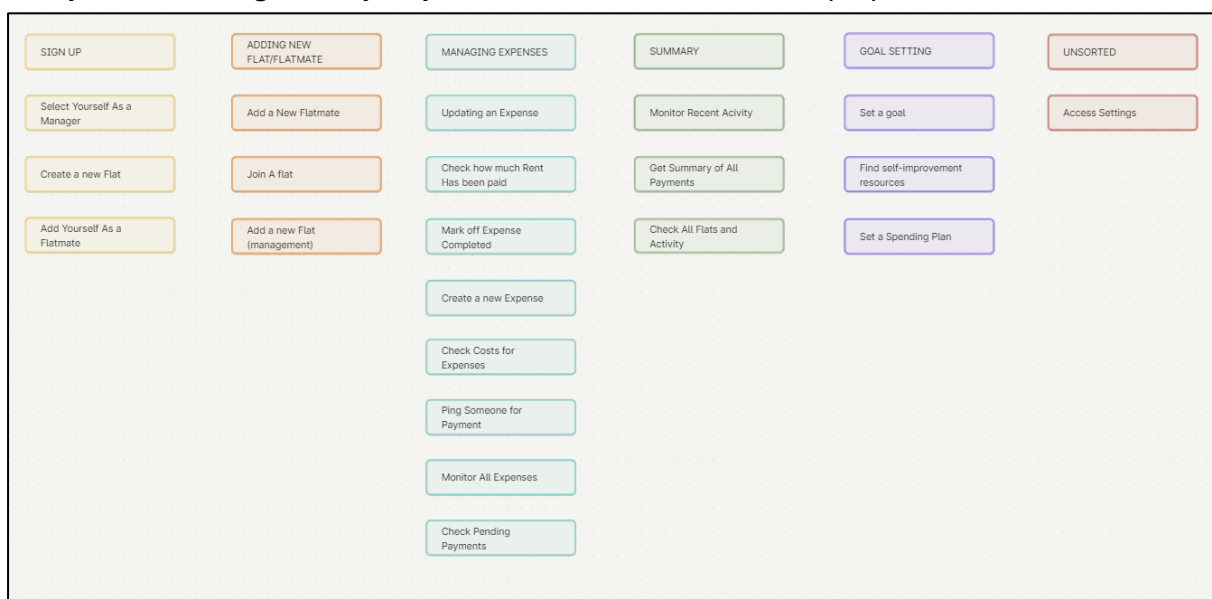 SIGN UP
Select Yourself As a
Manager
Create a new Flat
Add Yourself As a
Flatmate
ADDING NEW
FLAT/FLATMATE
Add a New Flatmate
Join A flat
Add a new Flat
(management)
MANAGING EXPENSES
Updating an Expense
Check how much Rent
Has been paid
Mark off Expense
Completed
Create a new Expense
Check Costs for
Expenses
Ping Someone for
Payment
Monitor All Expenses
Check Pending
Payments
SUMMARY
Monitor Recent Acivity
Get Summary of All
Payments
Check All Flats and
Activity
GOAL SETTING
Set a goal
Find self-improvement
resources
Set a Spending Plan
UNSORTED
Access Settings